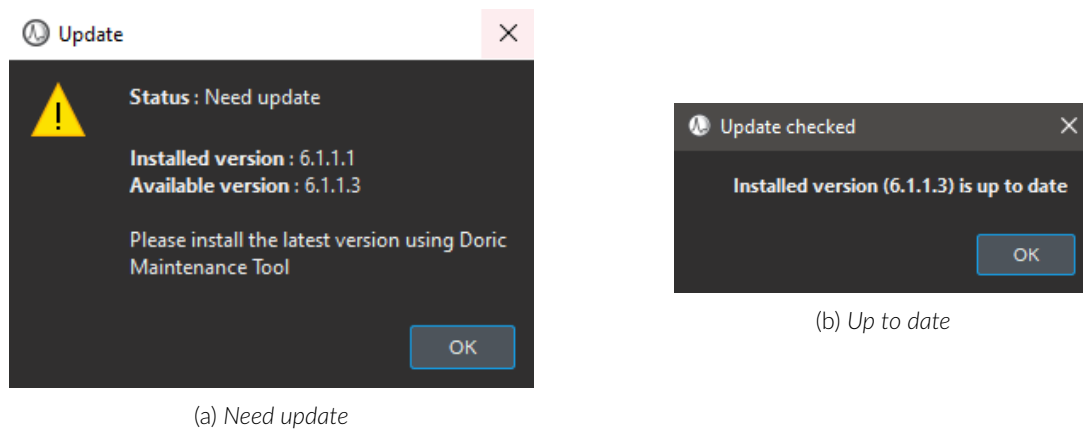 Update
Status : Need update
Installed version : 6.1.1.1
Available version : 6.1.1.3
Please install the latest version using Doric
Maintenance Tool
OK
(a) Need update
Update checked
Installed version (6.1.1.3) is up to date
OK
(b) Up to date